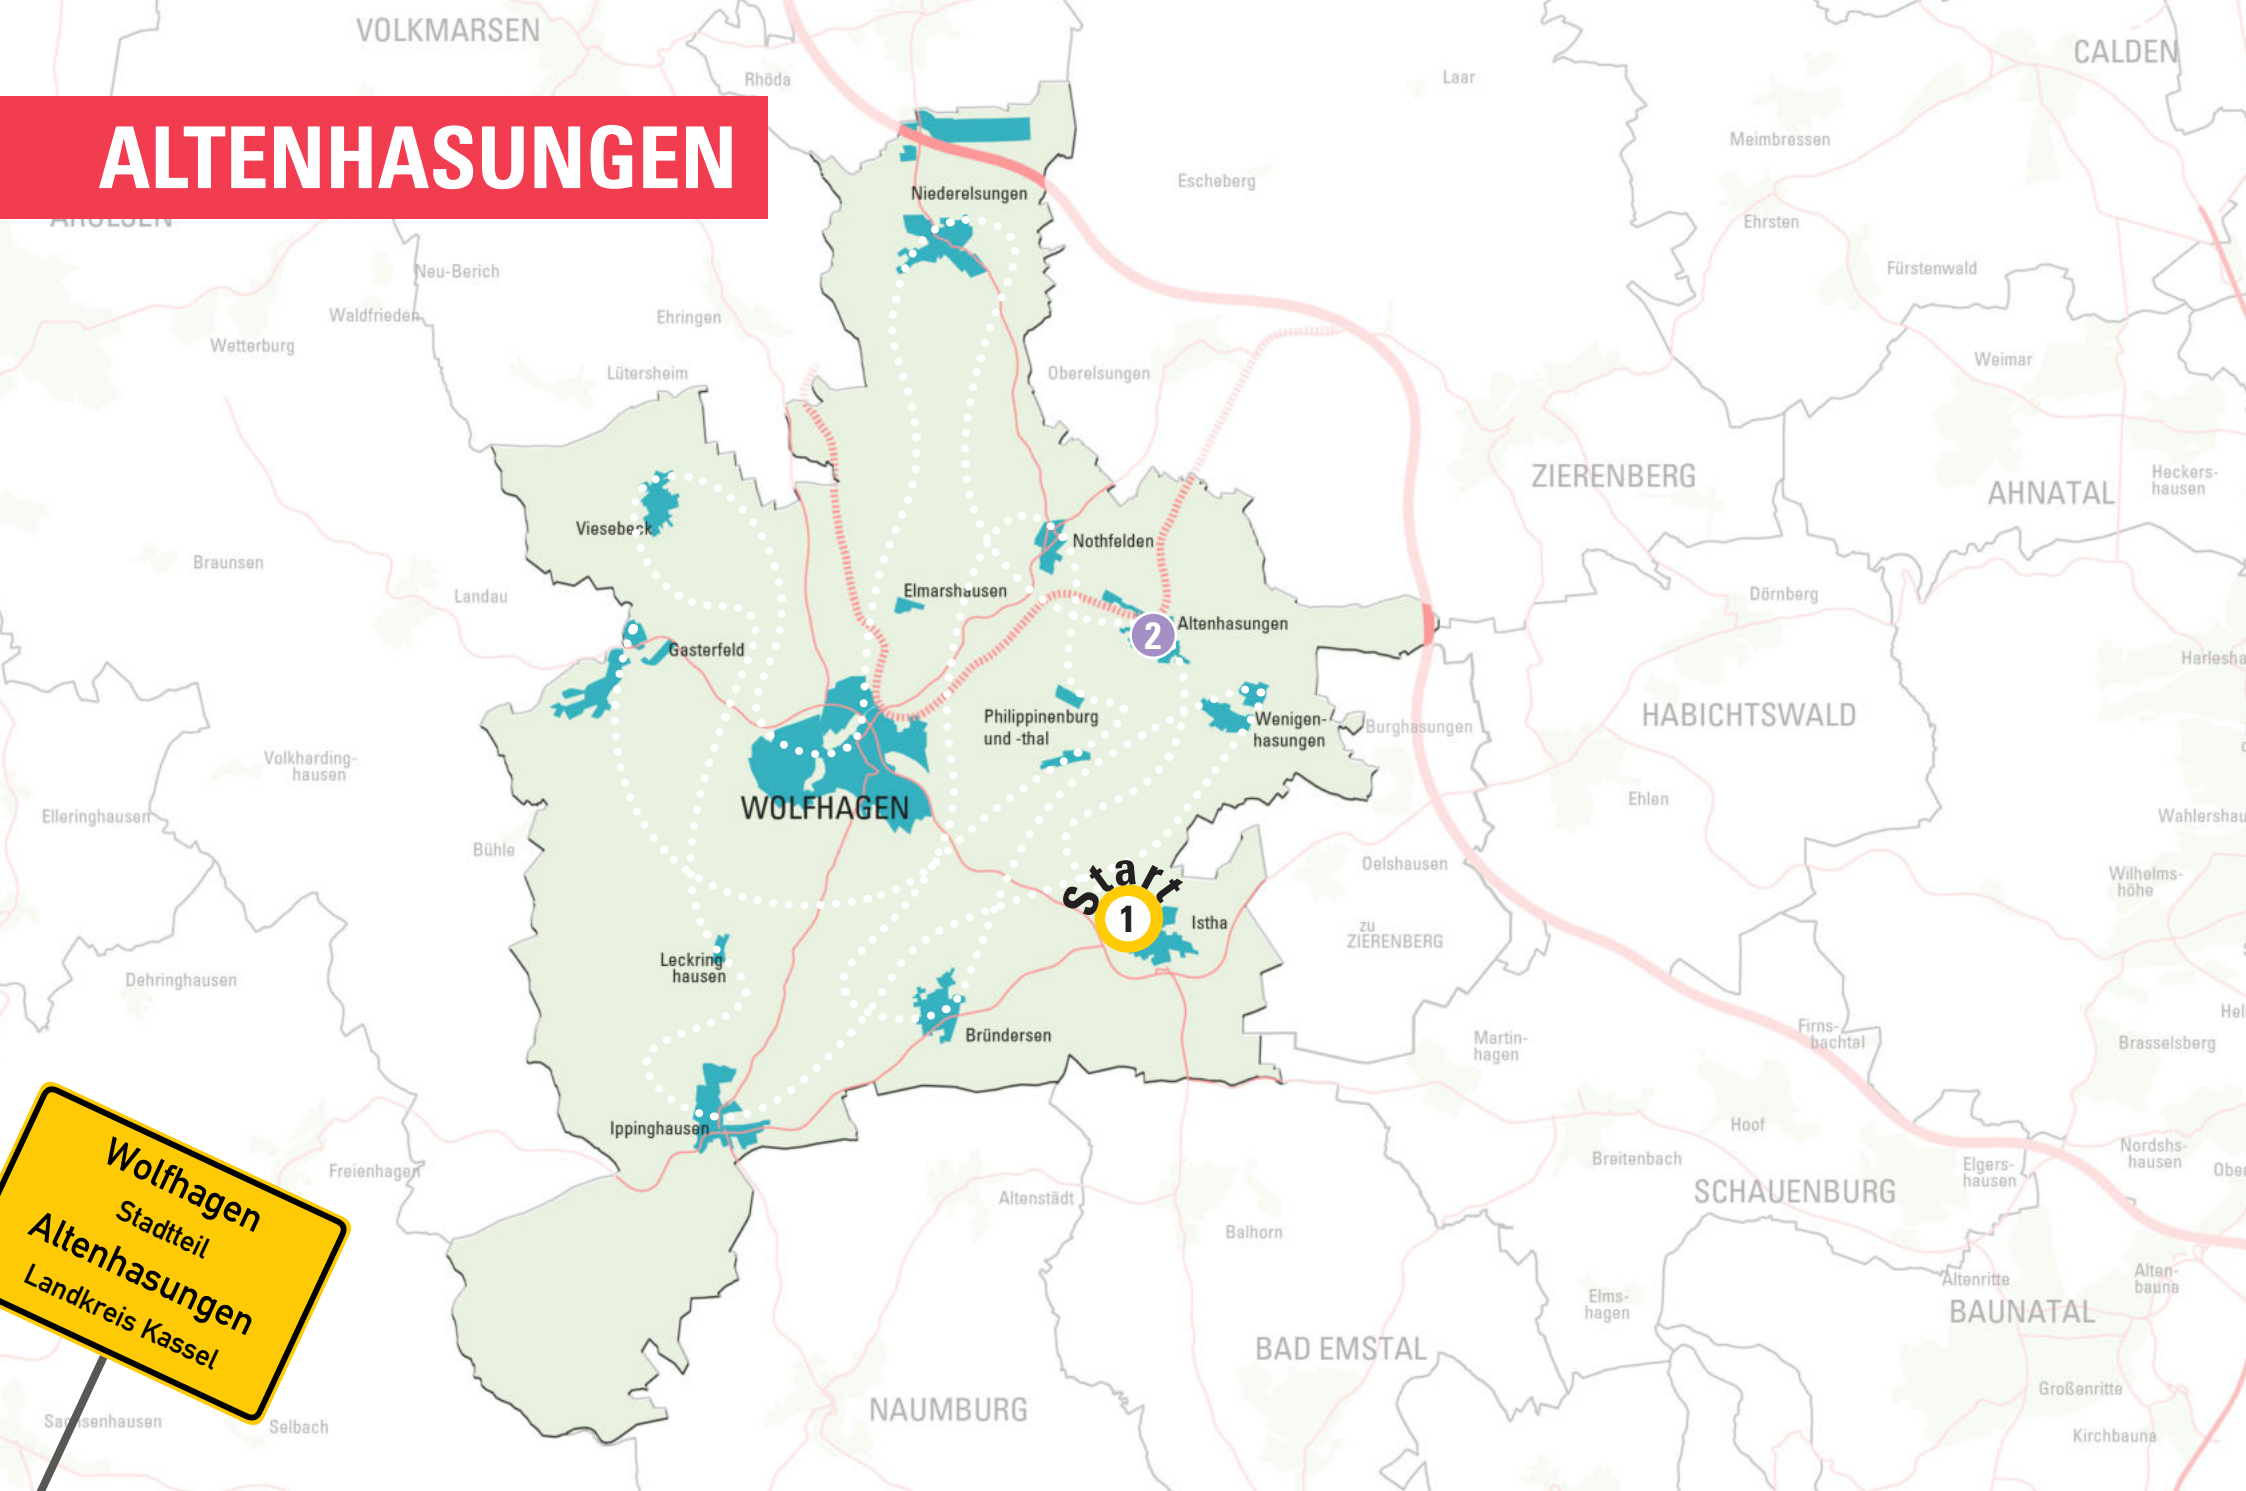 VOLKMARSEN
CALDEN
Rhöda
Laar
ALTENHASUNGEN
Meimbressen
Escheberg
Niederelsungen
AROLSEN
Ehrsten
Neu-Berich
Fürstenwald
Waldfrieden
Ehringen
Wetterburg
Weimar
Lütersheim
Oberelsungen
ZIERENBERG
Heckers-
hausen
AHNATAL
Viesebeck
Nothfelden
Braunsen
Elmarshausen
Landau
Dörnberg
Altenhasungen
2
Gasterfeld
Harlesha
Philippinenburg
und -thal
Wenigen-
hasungen
Burghasungen
HABICHTSWALD
Volkharding-
hausen
WOLFHAGEN
Ehlen
Elleringhausen
Wahlershau
Bühle
Oelshausen
Wilhelms-
höhe
Start
1
Istha
zu
ZIERENBERG
Leckring
hausen
Dehringhausen
Hel
Bründersen
Martin-
hagen
Firns-
bachtal
Brasselsberg
Ippinghausen
Hoof
Breitenbach
Nordshs-
hausen
Elgers-
hausen
Ober
Freienhagen
Altenstädt
SCHAUENBURG
Balhorn
Wolfhagen
Stadtteil
Altenhasungen
Landkreis Kassel
Altenritte
Alten-
bauna
Elms-
hagen
BAUNATAL
BAD EMSTAL
Großenritte
NAUMBURG
Sachsenhausen
Selbach
Kirchbauna